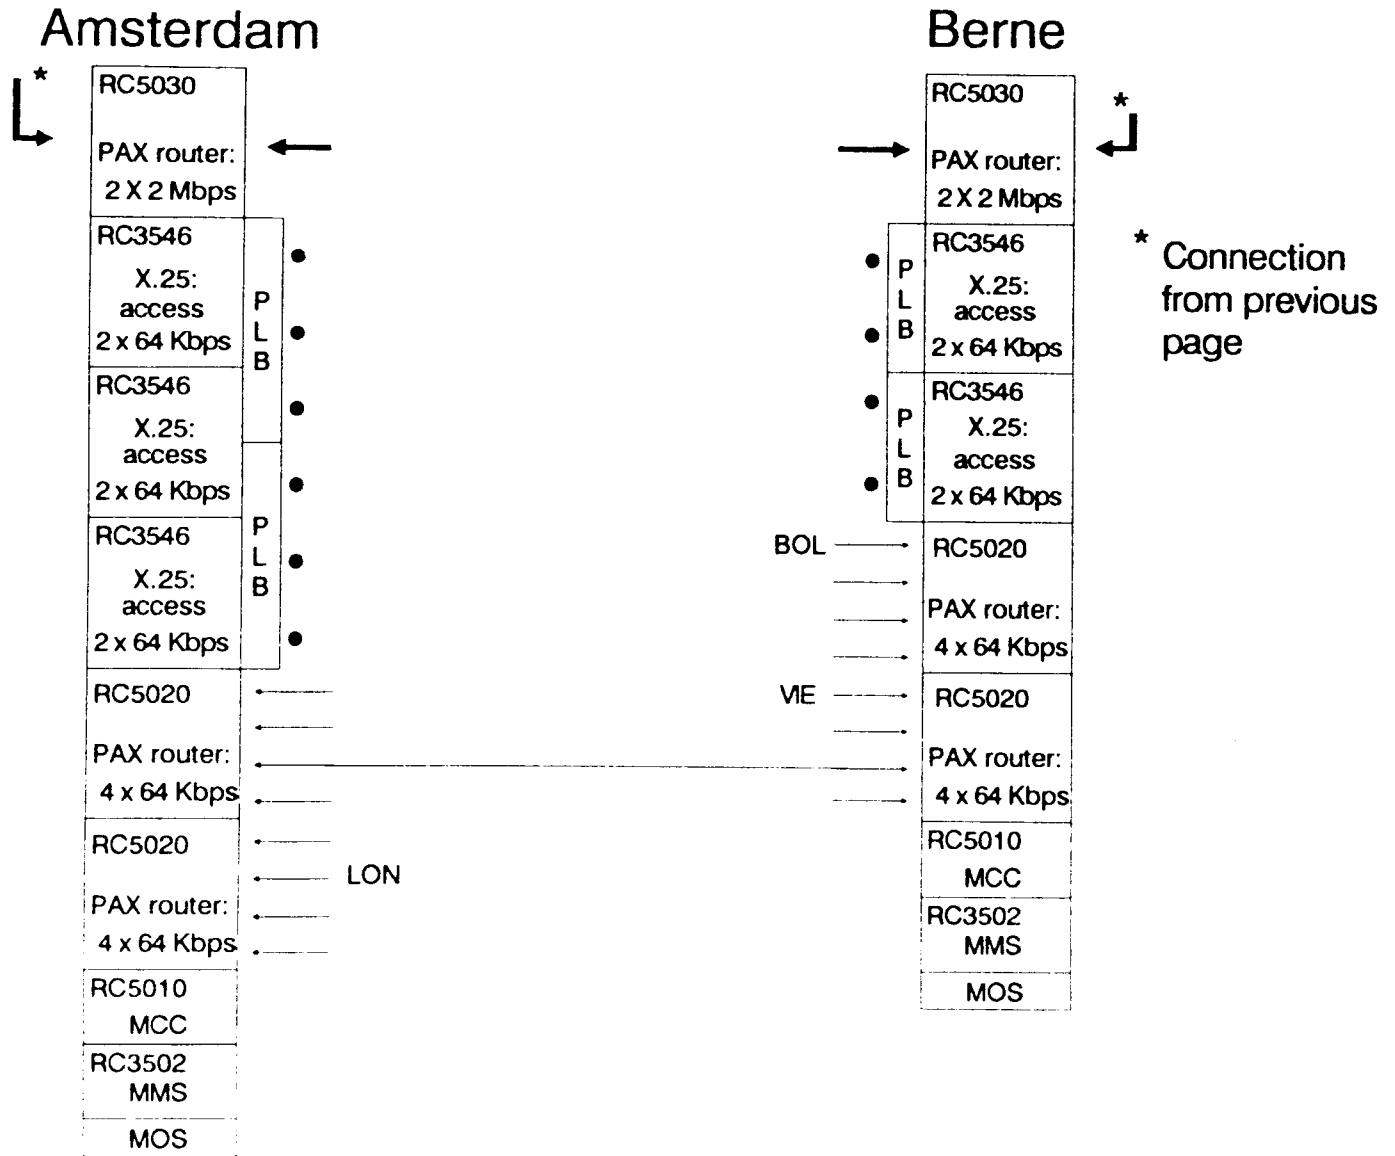 Amsterdam
*
RC5030
PAX router:
2 X 2 Mbps
RC3546
X.25:
access
2 x 64 Kbps
P
L
B
RC3546
X.25:
access
2 x 64 Kbps
RC3546
X.25:
access
2 x 64 Kbps
P
L
B
RC5020
PAX router:
4 x 64 Kbps
RC5020
LON
PAX router:
4 x 64 Kbps
RC5010
MCC
RC3502
MMS
MOS
Berne
RC5030
*
PAX router:
2 X 2 Mbps
P
L
B
RC3546
X.25:
access
2 x 64 Kbps
P
L
B
RC3546
X.25:
access
2 x 64 Kbps
BOL
RC5020
PAX router:
4 x 64 Kbps
VIE
RC5020
PAX router:
4 x 64 Kbps
RC5010
MCC
RC3502
MMS
MOS
* Connection
from previous
page